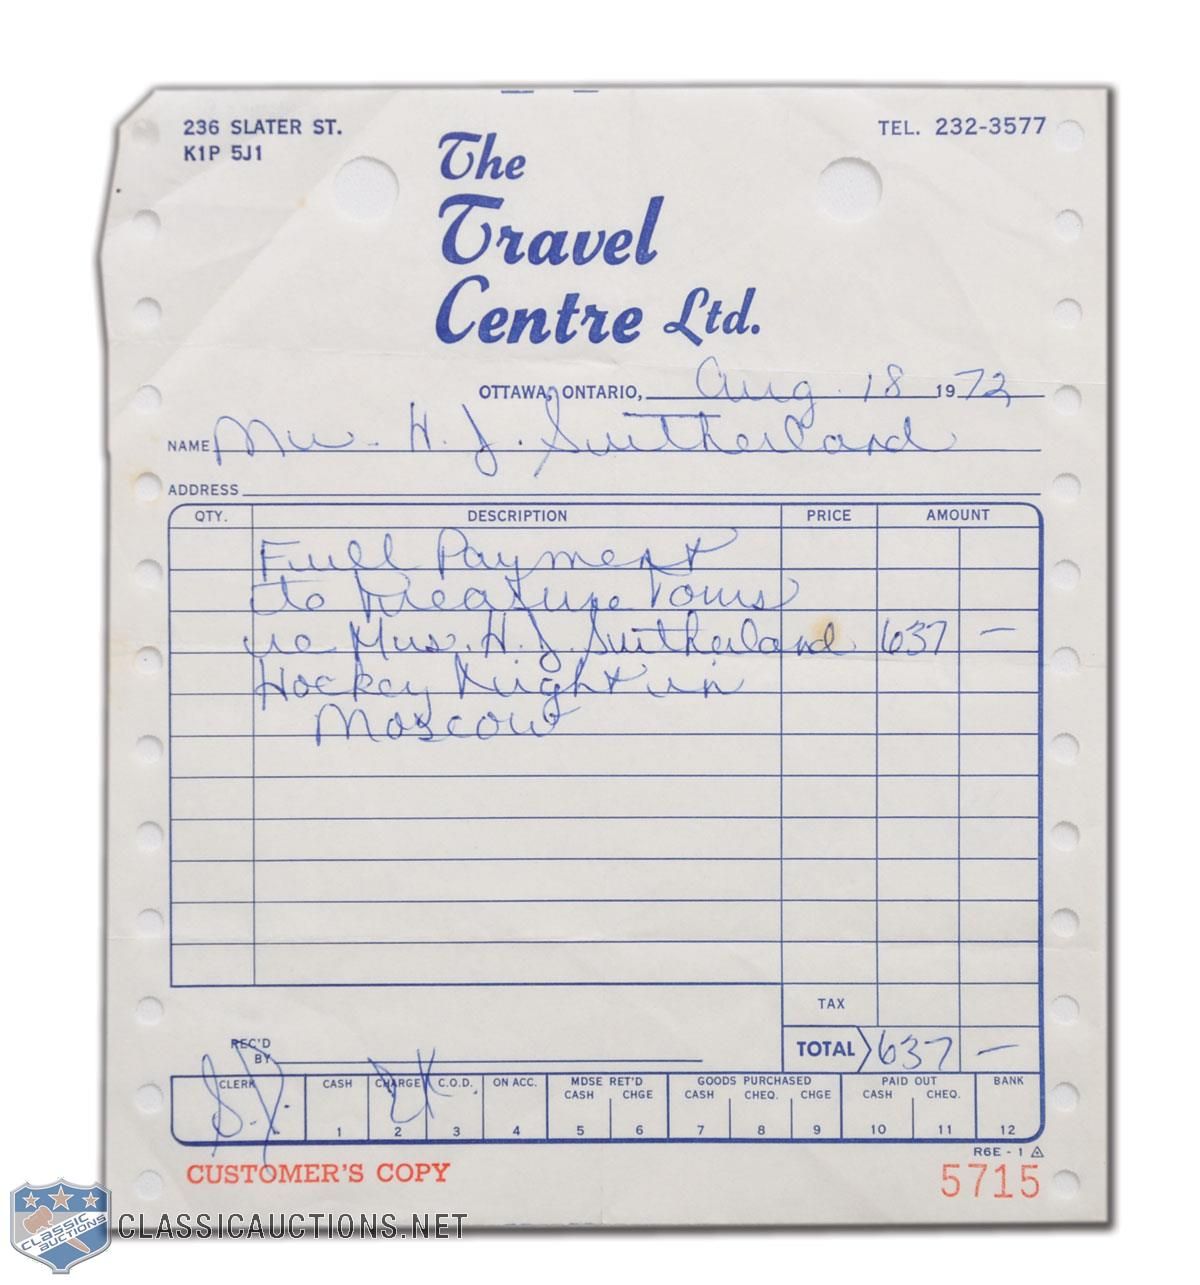 236 SLATER ST. TEL. 232-3577
K1P 5J1
The
Travel
Centre Ltd.
OTTAWA, ONTARIO, Aug. 18 1972
NAME Mr. H. J. Sutherland
ADDRESS
QTY. DESCRIPTION PRICE AMOUNT
Full Payment
to Treasure Tours
re Mrs. H. J. Sutherland 637 —
Hockey Night in
Moscow
TAX
REC'D
BY TOTAL 637 —
CLERK CASH CHARGE C.O.D. ON ACC. MDSE RET'D GOODS PURCHASED PAID OUT BANK
CASH CHGE CASH CHEQ. CHGE CASH CHEQ.
S.J.
1 2 3 4 5 6 7 8 9 10 11 12
R6E - 1
CUSTOMER'S COPY 5715
CLASSIC AUCTIONS
CLASSICAUCTIONS.NET